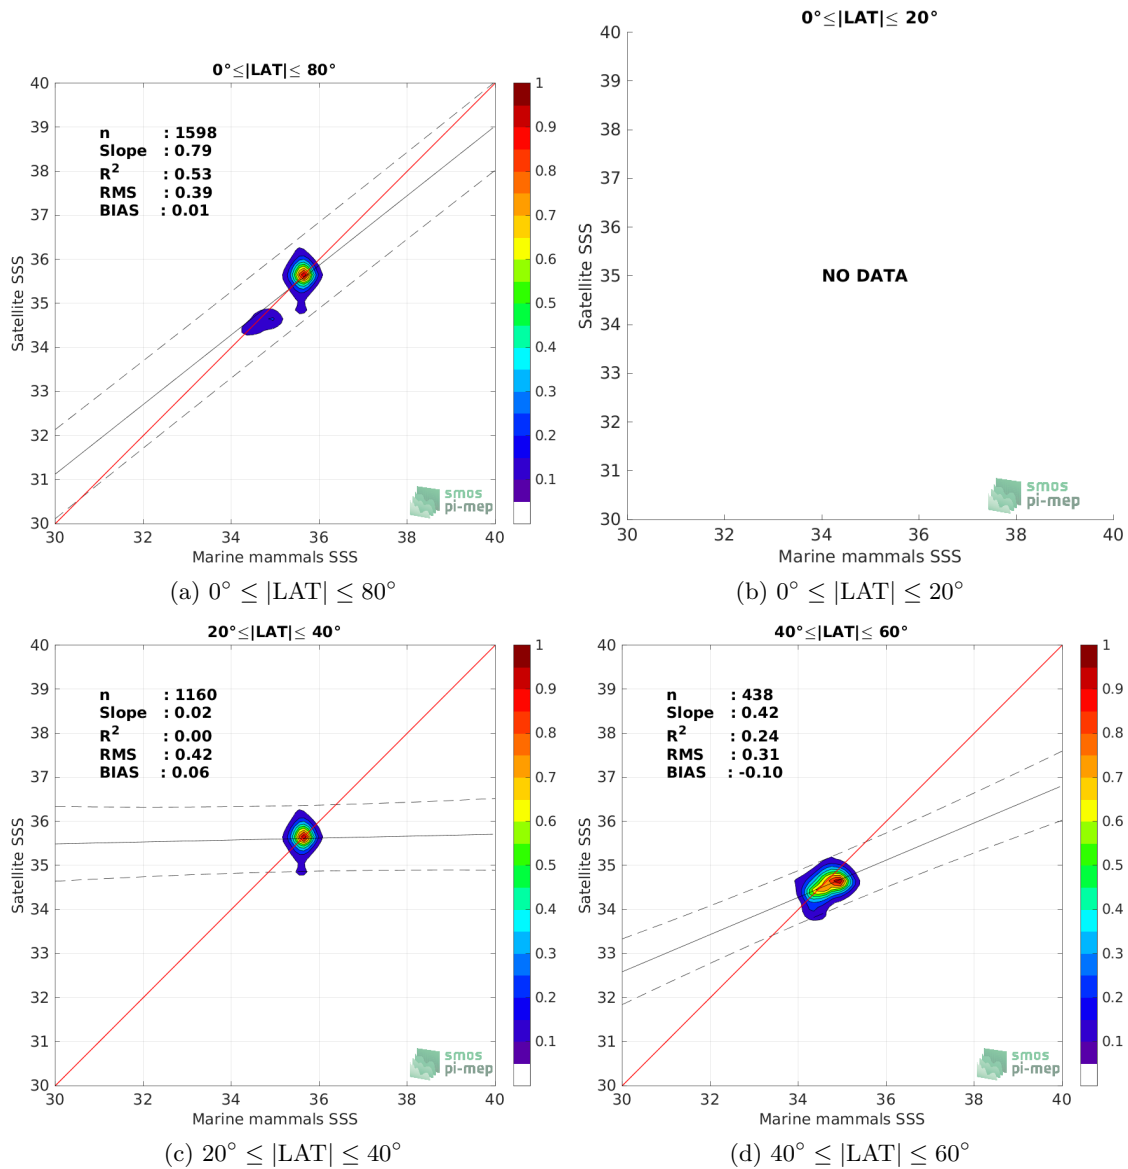 0°≤|LAT|≤ 80°
n : 1598
Slope : 0.79
R² : 0.53
RMS : 0.39
BIAS : 0.01
40
39
38
37
36
35
34
33
32
31
30
Satellite SSS
30 32 34 36 38 40
Marine mammals SSS
1
0.9
0.8
0.7
0.6
0.5
0.4
0.3
0.2
0.1
smos
pi-mep
(a) 0° ≤ |LAT| ≤ 80°
0°≤|LAT|≤ 20°
40
39
38
37
36
35
34
33
32
31
30
Satellite SSS
NO DATA
30 32 34 36 38 40
Marine mammals SSS
smos
pi-mep
(b) 0° ≤ |LAT| ≤ 20°
20°≤|LAT|≤ 40°
n : 1160
Slope : 0.02
R² : 0.00
RMS : 0.42
BIAS : 0.06
40
39
38
37
36
35
34
33
32
31
30
Satellite SSS
30 32 34 36 38 40
Marine mammals SSS
1
0.9
0.8
0.7
0.6
0.5
0.4
0.3
0.2
0.1
smos
pi-mep
(c) 20° ≤ |LAT| ≤ 40°
40°≤|LAT|≤ 60°
n : 438
Slope : 0.42
R² : 0.24
RMS : 0.31
BIAS : -0.10
40
39
38
37
36
35
34
33
32
31
30
Satellite SSS
30 32 34 36 38 40
Marine mammals SSS
1
0.9
0.8
0.7
0.6
0.5
0.4
0.3
0.2
0.1
smos
pi-mep
(d) 40° ≤ |LAT| ≤ 60°